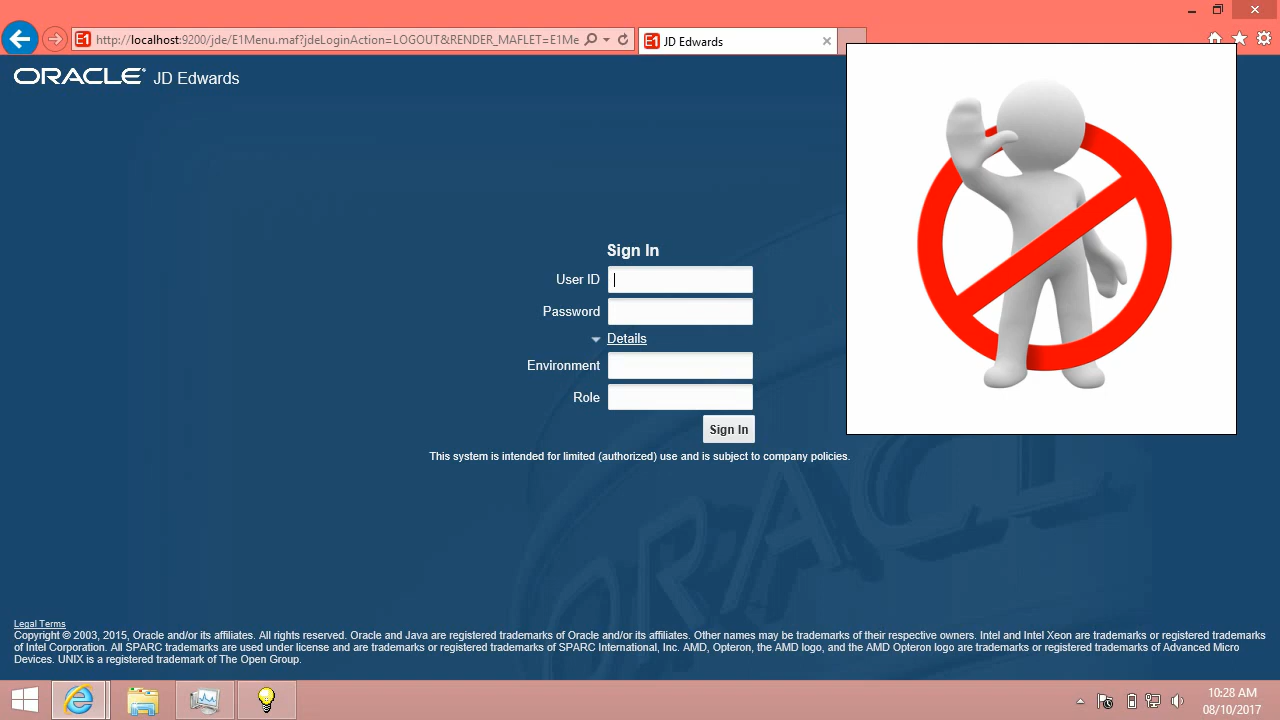 http://localhost:9200/jde/E1Menu.maf?jdeLoginAction=LOGOUT&RENDER_MAFLET=E1Me
E1 JD Edwards
ORACLE JD Edwards
Sign In
User ID
Password
Details
Environment
Role
Sign In
This system is intended for limited (authorized) use and is subject to company policies.
ORACL
Legal Terms
Copyright © 2003, 2015, Oracle and/or its affiliates. All rights reserved. Oracle and Java are registered trademarks of Oracle and/or its affiliates. Other names may be trademarks of their respective owners. Intel and Intel Xeon are trademarks or registered trademarks
of Intel Corporation. All SPARC trademarks are used under license and are trademarks or registered trademarks of SPARC International, Inc. AMD, Opteron, the AMD logo, and the AMD Opteron logo are trademarks or registered trademarks of Advanced Micro
Devices. UNIX is a registered trademark of The Open Group.
10:28 AM
08/10/2017